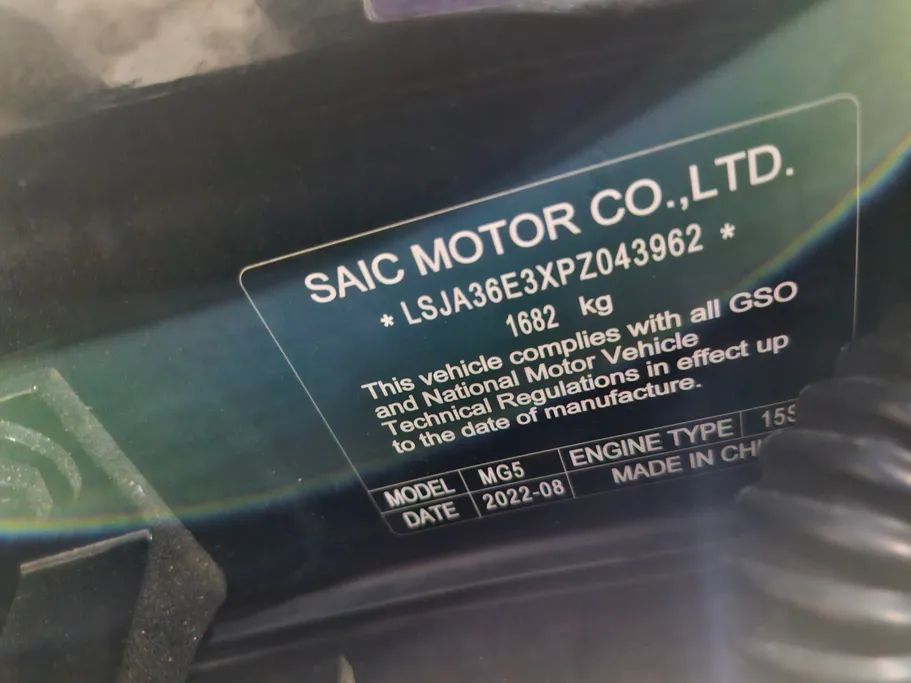 SAIC MOTOR CO.,LTD.
* LSJA36E3XPZ043962 *
1682 kg
This vehicle complies with all GSO
and National Motor Vehicle
Technical Regulations in effect up
to the date of manufacture.
MODEL MG5 ENGINE TYPE
DATE 2022-08 MADE IN